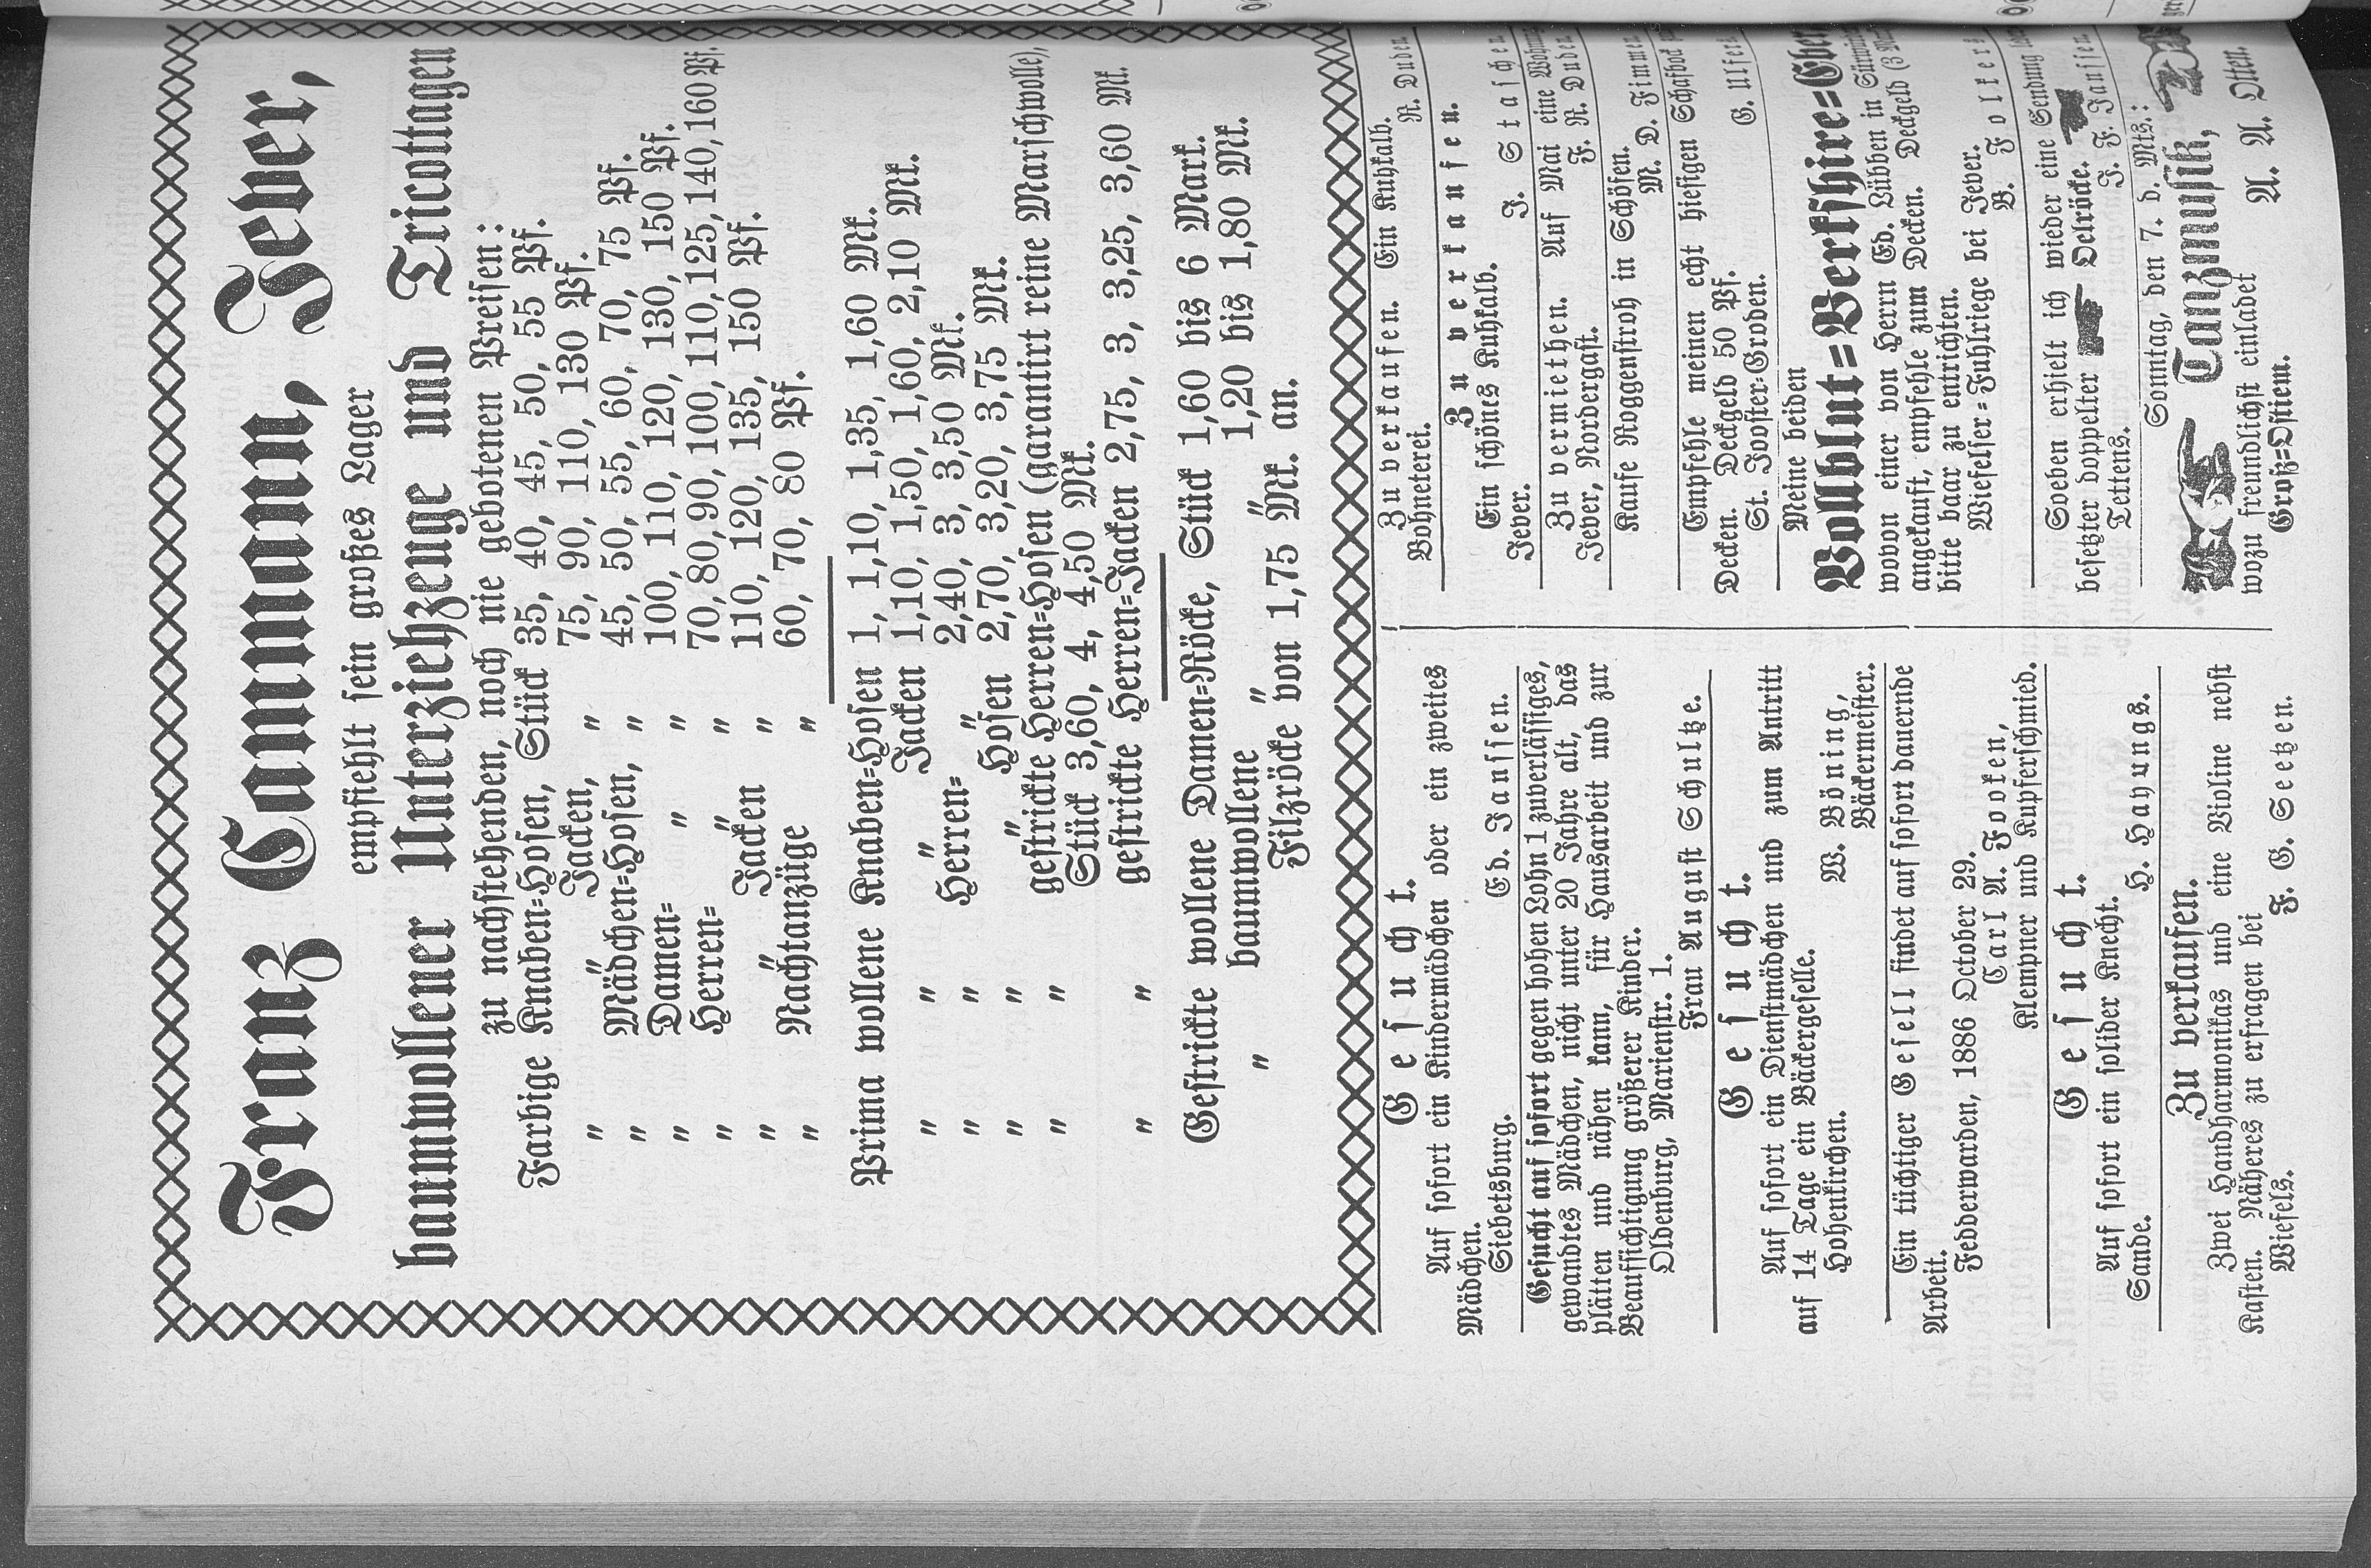 Franz Cammann, Jever,
empfiehlt sein großes Lager
baumwollener Unterziehzeuge und Tricottagen
zu nachstehenden, noch nie gebotenen Preisen:
Farbige Knaben=Hosen, Stück 35, 40, 45, 50, 55 Pf.
„ „ Jacken, „ 75, 90, 110, 130 Pf.
„ Mädchen=Hosen, „ 45, 50, 55, 60, 70, 75 Pf.
„ Damen= „ „ 100, 110, 120, 130, 150 Pf.
„ Herren= „ „ 70, 80, 90, 100, 110, 125, 140, 160 Pf.
„ „ Jacken „ 110, 120, 135, 150 Pf.
„ Nachtanzüge „ 60, 70, 80 Pf.
Prima wollene Knaben=Hosen 1, 1,10, 1,35, 1,60 Mk.
„ „ „ Jacken 1,10, 1,50, 1,60, 2,10 Mk.
„ „ Herren= „ 2,40, 3, 3,50 Mk.
„ „ „ Hosen 2,70, 3,20, 3,75 Mk.
„ „ gestrickte Herren=Hosen (garantirt reine Marschwolle),
Stück 3,60, 4, 4,50 Mk.
„ „ gestrickte Herren=Jacken 2,75, 3, 3,25, 3,60 Mk.
Gestrickte wollene Damen=Röcke, Stück 1,60 bis 6 Mark.
„ baumwollene „ „ 1,20 bis 1,80 Mk.
Filzröcke von 1,75 Mk. an.
Gesucht.
Auf sofort ein Kindermädchen oder ein zweites
Mädchen.
Siebetsburg. Ed. Janssen.
Gesucht auf sofort gegen hohen Lohn 1 zuverlässiges,
gewandtes Mädchen, nicht unter 20 Jahre alt, das
plätten und nähen kann, für Hausarbeit und zur
Beaufsichtigung größerer Kinder.
Oldenburg, Marienstr. 1.
Frau August Schultze.
Gesucht.
Auf sofort ein Dienstmädchen und zum Antritt
auf 14 Tage ein Bäckergeselle.
Hohenkirchen. W. Böning,
Bäckermeister.
Ein tüchtiger Gesell findet auf sofort dauernde
Arbeit.
Fedderwarden, 1886 October 29.
Carl A. Fooken,
Klempner und Kupferschmied.
Gesucht.
Auf sofort ein solider Knecht.
Sande. H. Hayungs.
Zu verkaufen.
Zwei Handharmonikas und eine Violine nebst
Kasten. Näheres zu erfragen bei
Wiefels. F. G. Seetzen.
Zu verkaufen. Ein Kuhkalb.
Bohneterei. R. Duden.
Zu verkaufen.
Ein schönes Kuhkalb.
Jever. J. Staschen
Zu vermiethen. Auf Mai eine Wohnung
Jever, Nordergast. F. R. Duden
Kaufe Roggenstroh in Schöfen.
M. D. Fimmen
Empfehle meinen echt hiesigen Schafbock zum
Decken. Deckgeld 50 Pf.
St. Jooster=Groden. G. Ulfers
Meine beiden
Vollblut=Berkshire=Eber
wovon einer von Herrn Ed. Lübben in Sürwürden
angekauft, empfehle zum Decken. Deckgeld (3 Mark)
bitte baar zu entrichten.
Wiefelser=Fuhlriege bei Jever.
B. Folkers
Soeben erhielt ich wieder eine Sendung
besetzter doppelter Oelröcke.
Tettens. J. F. Janssen
Sonntag, den 7. d. Mts.:
Tanzmusik,
wozu freundlichst einladet
Groß=Ostiem. A. A. Otten.